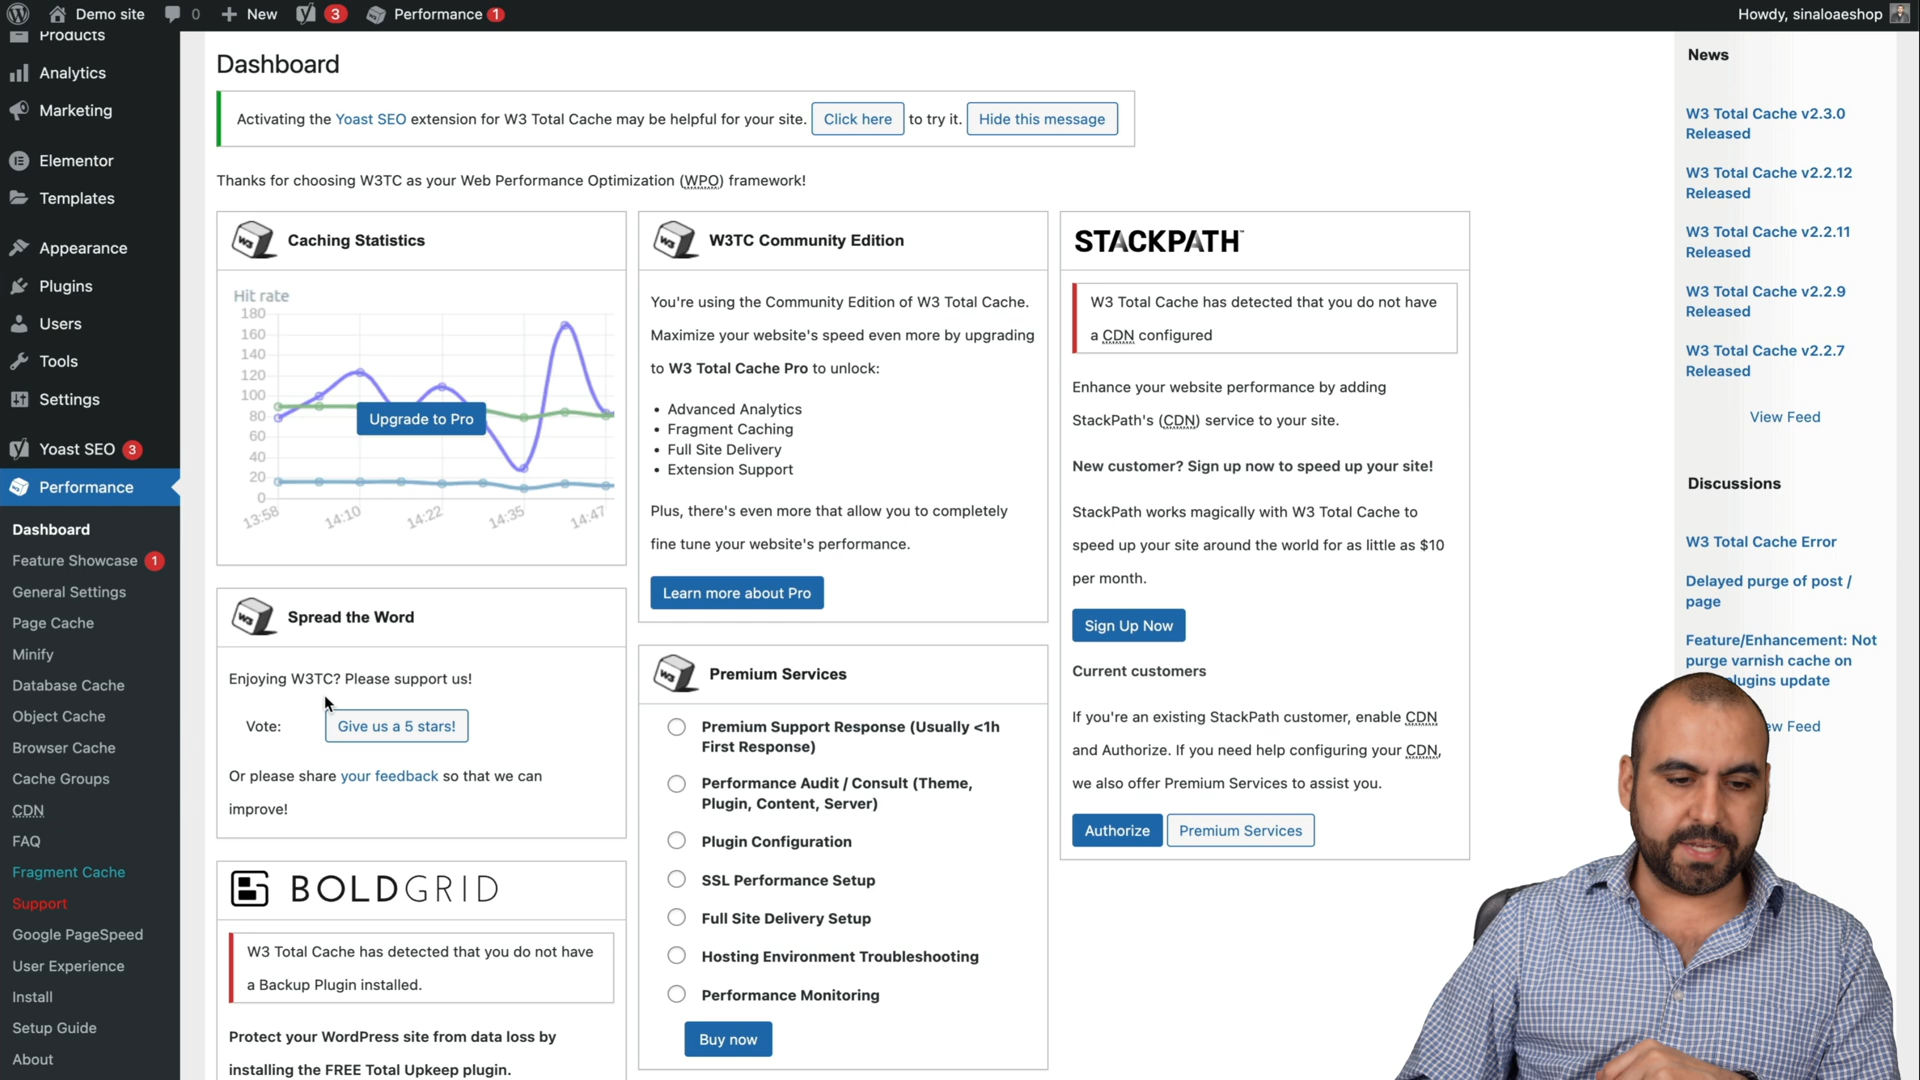 Demo site
0
New
3
Performance 1
Howdy, sinaloaeshop
Products
Analytics
Marketing
Elementor
Templates
Appearance
Plugins
Users
Tools
Settings
Yoast SEO 3
Performance
Dashboard
Feature Showcase 1
General Settings
Page Cache
Minify
Database Cache
Object Cache
Browser Cache
Cache Groups
CDN
FAQ
Fragment Cache
Support
Google PageSpeed
User Experience
Install
Setup Guide
About
Dashboard
Activating the Yoast SEO extension for W3 Total Cache may be helpful for your site. Click here to try it. Hide this message
Thanks for choosing W3TC as your Web Performance Optimization (WPO) framework!
Caching Statistics
Hit rate
180
160
140
120
100
80
60
40
20
0
13:58
14:10
14:22
14:35
14:47
Upgrade to Pro
Spread the Word
Enjoying W3TC? Please support us!
Vote: Give us a 5 stars!
Or please share your feedback so that we can
improve!
BOLDGRID
W3 Total Cache has detected that you do not have
a Backup Plugin installed.
Protect your WordPress site from data loss by
installing the FREE Total Upkeep plugin.
W3TC Community Edition
You're using the Community Edition of W3 Total Cache.
Maximize your website's speed even more by upgrading
to W3 Total Cache Pro to unlock:
• Advanced Analytics
• Fragment Caching
• Full Site Delivery
• Extension Support
Plus, there's even more that allow you to completely
fine tune your website's performance.
Learn more about Pro
Premium Services
Premium Support Response (Usually <1h
First Response)
Performance Audit / Consult (Theme,
Plugin, Content, Server)
Plugin Configuration
SSL Performance Setup
Full Site Delivery Setup
Hosting Environment Troubleshooting
Performance Monitoring
Buy now
STACKPATH
W3 Total Cache has detected that you do not have
a CDN configured
Enhance your website performance by adding
StackPath's (CDN) service to your site.
New customer? Sign up now to speed up your site!
StackPath works magically with W3 Total Cache to
speed up your site around the world for as little as $10
per month.
Sign Up Now
Current customers
If you're an existing StackPath customer, enable CDN
and Authorize. If you need help configuring your CDN,
we also offer Premium Services to assist you.
Authorize
Premium Services
News
W3 Total Cache v2.3.0
Released
W3 Total Cache v2.2.12
Released
W3 Total Cache v2.2.11
Released
W3 Total Cache v2.2.9
Released
W3 Total Cache v2.2.7
Released
View Feed
Discussions
W3 Total Cache Error
Delayed purge of post /
page
Feature/Enhancement: Not
purge varnish cache on
lugins update
Feed